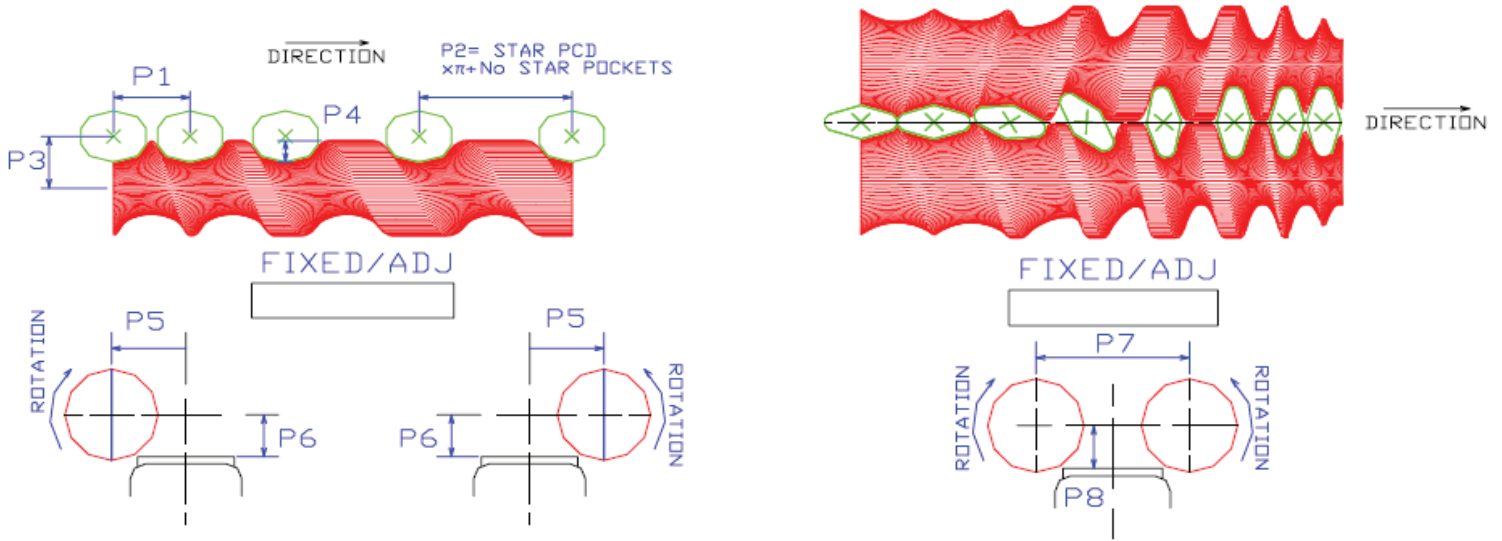 DIRECTION
P2= STAR PCD
xπ÷No STAR POCKETS
P1
P4
P3
FIXED/ADJ
P5
P5
ROTATION
ROTATION
P6
P6
DIRECTION
FIXED/ADJ
P7
ROTATION
ROTATION
P8